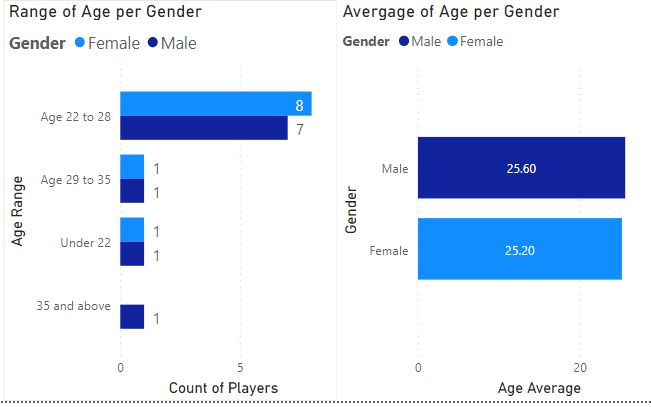 Range of Age per Gender
Gender Female Male
Age Range
Age 22 to 28
8
7
Age 29 to 35
1
1
Under 22
1
1
35 and above
1
0 5
Count of Players
Avergage of Age per Gender
Gender Male Female
Gender
Male
25.60
Female
25.20
0 20
Age Average